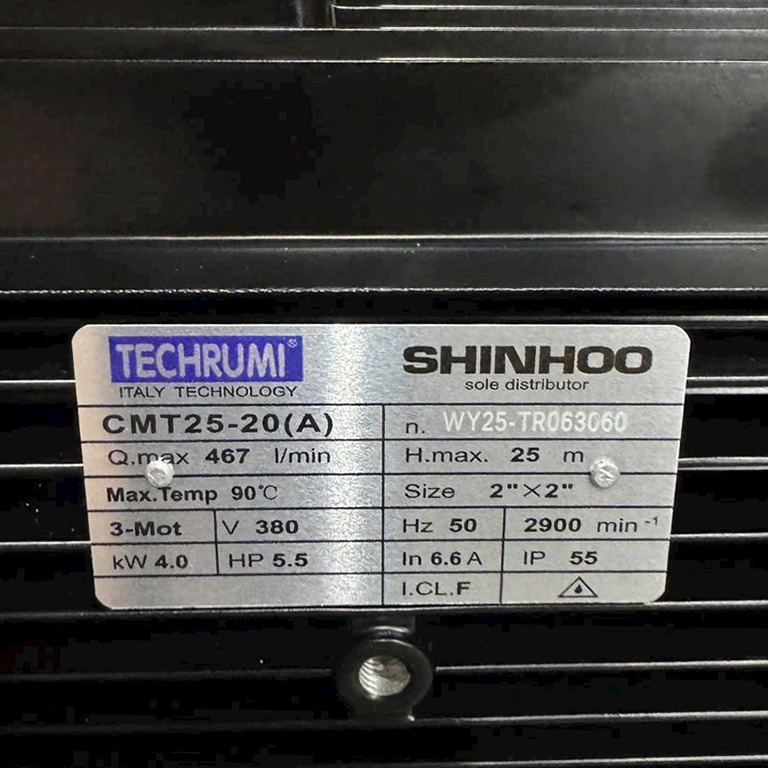 TECHRUMI®
ITALY TECHNOLOGY
SHINHOO
sole distributor
CMT25-20(A) n. WY25-TR063060
Q.max 467 l/min H.max. 25 m
Max.Temp 90℃ Size 2"×2"
3-Mot V 380 Hz 50 2900 min⁻¹
kW 4.0 HP 5.5 In 6.6 A IP 55
I.CL.F